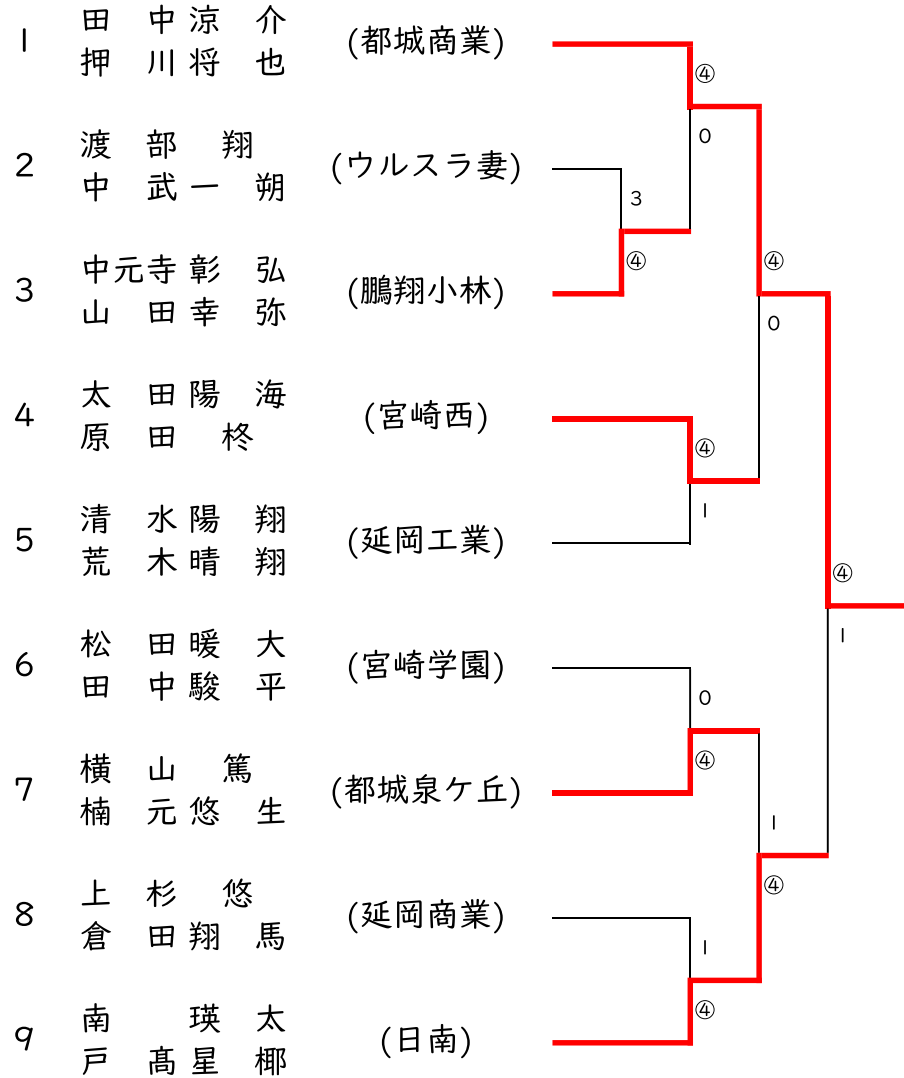 1 田中涼介 (都城商業)
押川将也
④
0
2 渡部翔 (ウルスラ妻)
中武一朔
3
④
④
3 中元寺彰弘 (鵬翔小林)
山田幸弥
0
4 太田陽海 (宮崎西)
原田柊
④
1
5 清水陽翔 (延岡工業)
荒木晴翔
④
1
6 松田暖大 (宮崎学園)
田中駿平
0
④
7 横山篤 (都城泉ケ丘)
楠元悠生
1
④
8 上杉悠 (延岡商業)
倉田翔馬
1
④
9 南瑛太 (日南)
戸髙星椰